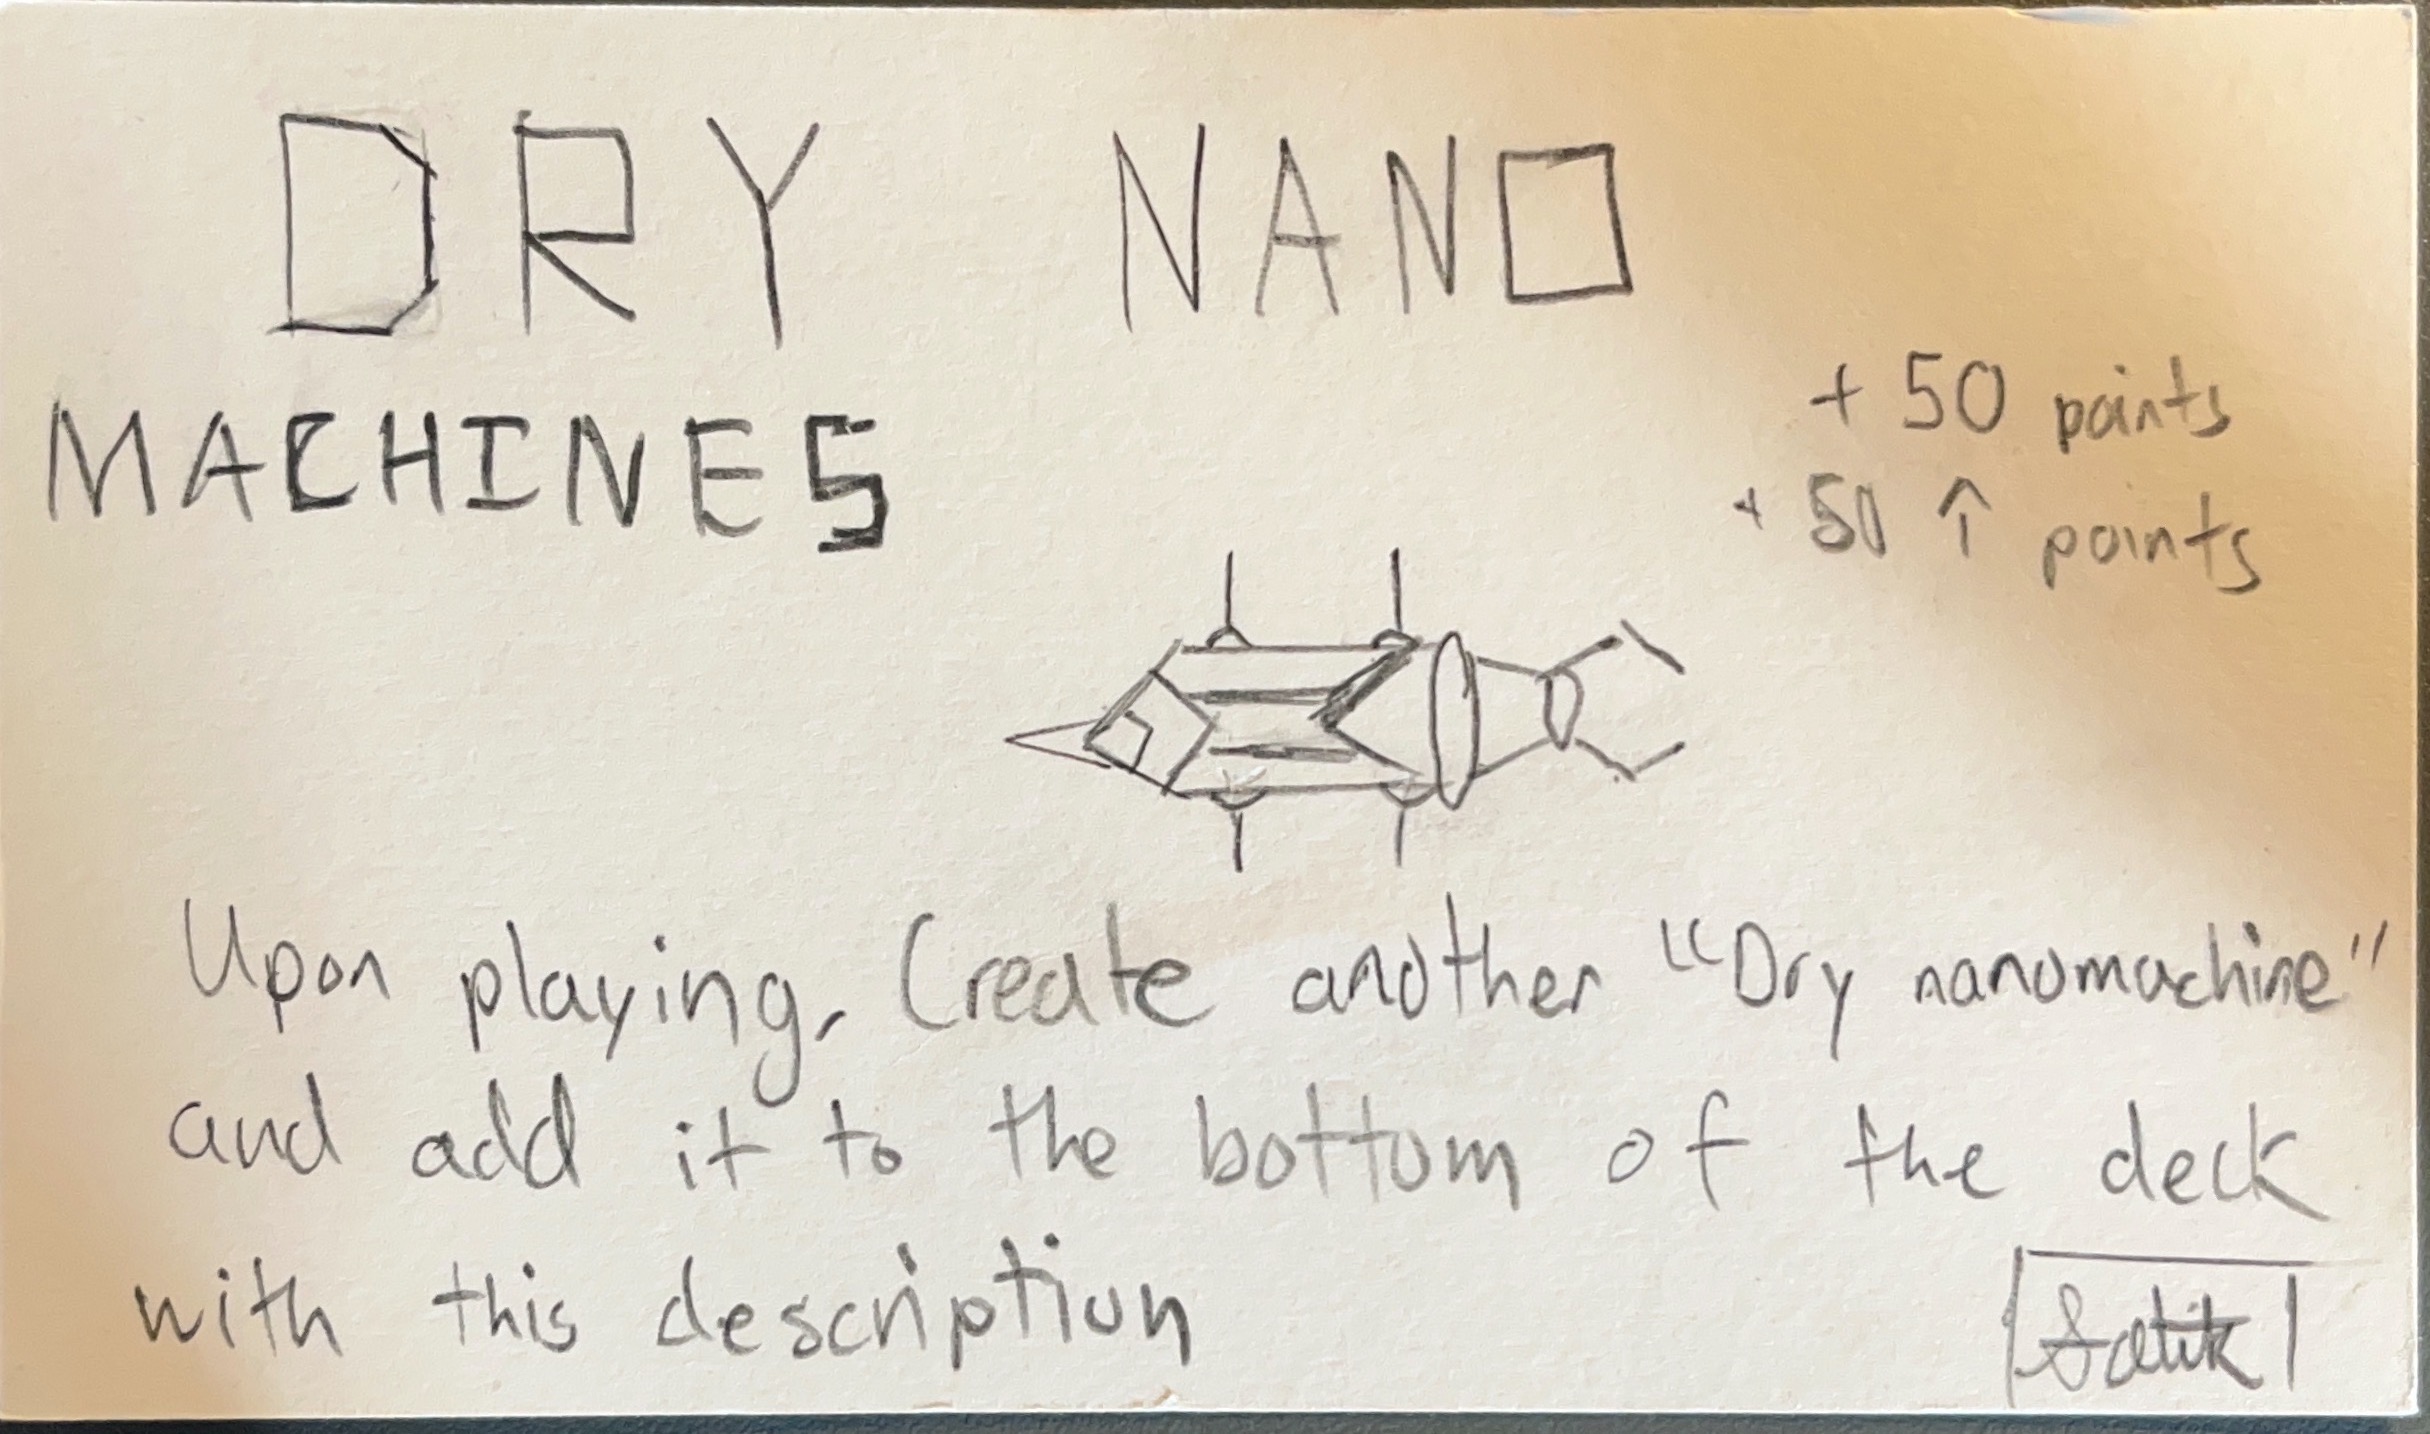 DRY NANO
MACHINES
+ 50 points
+ 50 ↑ points
Upon playing, Create another "Dry nanomachine"
and add it to the bottom of the deck
with this description